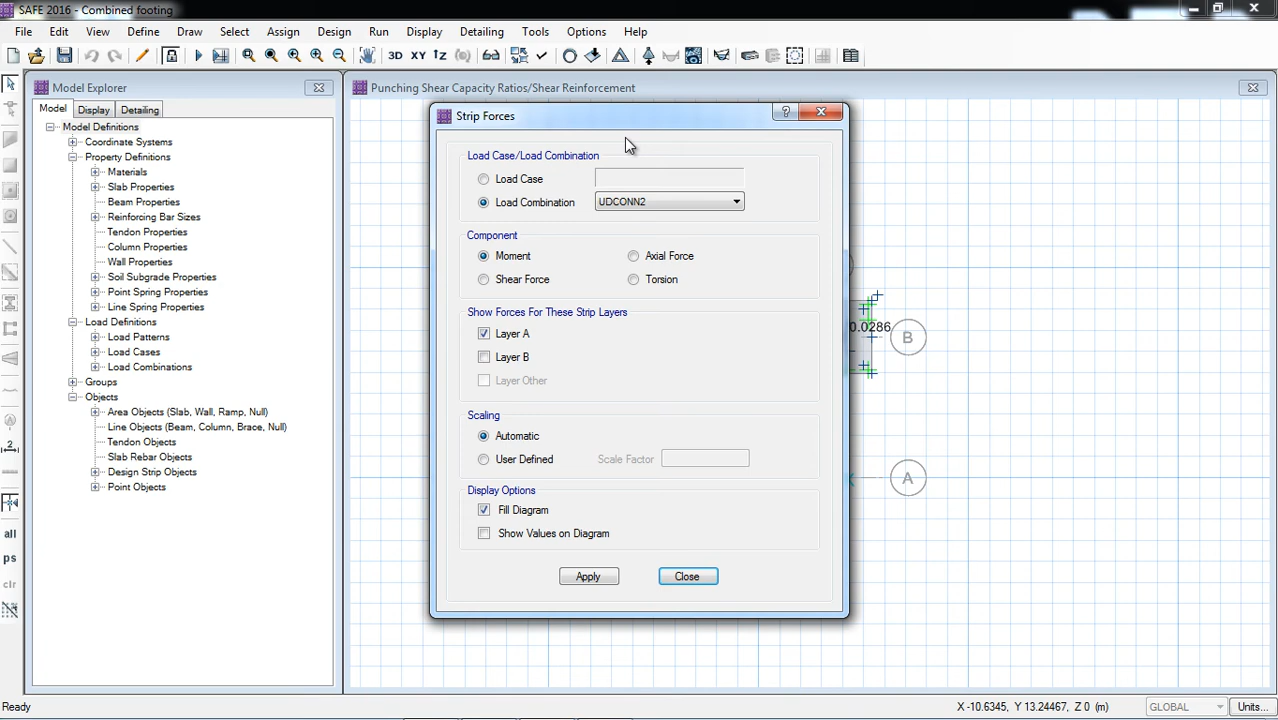 SAFE 2016 - Combined footing
File Edit View Define Draw Select Assign Design Run Display Detailing Tools Options Help
3D XY
Model Explorer
Punching Shear Capacity Ratios/Shear Reinforcement
Model Display Detailing
Model Definitions
Coordinate Systems
Property Definitions
Materials
Slab Properties
Beam Properties
Reinforcing Bar Sizes
Tendon Properties
Column Properties
Wall Properties
Soil Subgrade Properties
Point Spring Properties
Line Spring Properties
Load Definitions
Load Patterns
Load Cases
Load Combinations
Groups
Objects
Area Objects (Slab, Wall, Ramp, Null)
Line Objects (Beam, Column, Brace, Null)
Tendon Objects
Slab Rebar Objects
Design Strip Objects
Point Objects
all
ps
clr
Strip Forces
?
Load Case/Load Combination
Load Case
Load Combination UDCONN2
Component
Moment Axial Force
Shear Force Torsion
Show Forces For These Strip Layers
Layer A
Layer B
Layer Other
Scaling
Automatic
User Defined Scale Factor
Display Options
Fill Diagram
Show Values on Diagram
Apply Close
0.0286
B
A
Ready
X -10.6345, Y 13.24467, Z 0 (m)
GLOBAL
Units...